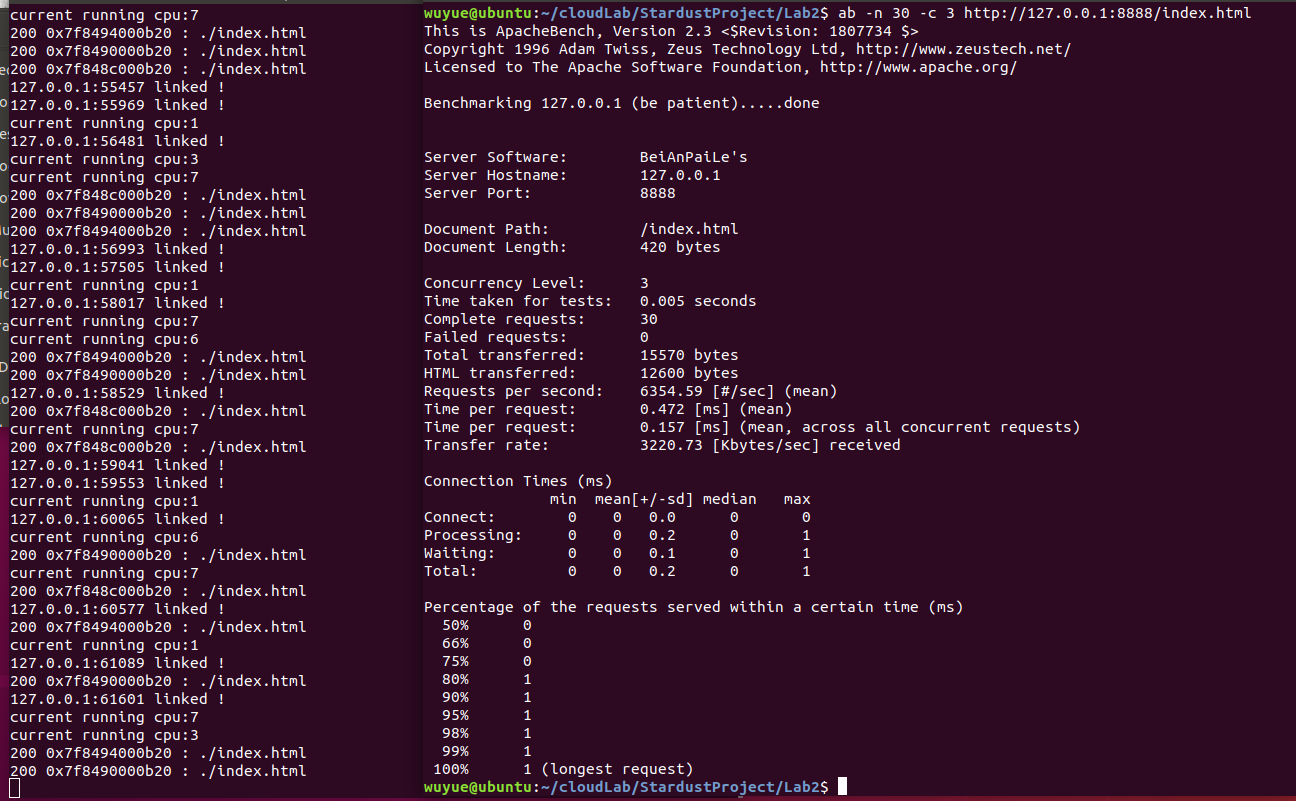 current running cpu:7
200 0x7f8494000b20 : ./index.html
200 0x7f8490000b20 : ./index.html
200 0x7f848c000b20 : ./index.html
127.0.0.1:55457 linked !
127.0.0.1:55969 linked !
current running cpu:1
127.0.0.1:56481 linked !
current running cpu:3
current running cpu:7
200 0x7f848c000b20 : ./index.html
200 0x7f8490000b20 : ./index.html
200 0x7f8494000b20 : ./index.html
127.0.0.1:56993 linked !
127.0.0.1:57505 linked !
current running cpu:1
127.0.0.1:58017 linked !
current running cpu:7
current running cpu:6
200 0x7f8494000b20 : ./index.html
200 0x7f8490000b20 : ./index.html
127.0.0.1:58529 linked !
200 0x7f848c000b20 : ./index.html
current running cpu:7
200 0x7f848c000b20 : ./index.html
127.0.0.1:59041 linked !
127.0.0.1:59553 linked !
current running cpu:1
127.0.0.1:60065 linked !
current running cpu:6
200 0x7f8490000b20 : ./index.html
current running cpu:7
200 0x7f848c000b20 : ./index.html
127.0.0.1:60577 linked !
200 0x7f8494000b20 : ./index.html
current running cpu:1
127.0.0.1:61089 linked !
200 0x7f8490000b20 : ./index.html
127.0.0.1:61601 linked !
current running cpu:7
current running cpu:3
200 0x7f8494000b20 : ./index.html
200 0x7f8490000b20 : ./index.html
wuyue@ubuntu:~/cloudLab/StardustProject/Lab2$ ab -n 30 -c 3 http://127.0.0.1:8888/index.html
This is ApacheBench, Version 2.3 <$Revision: 1807734 $>
Copyright 1996 Adam Twiss, Zeus Technology Ltd, http://www.zeustech.net/
Licensed to The Apache Software Foundation, http://www.apache.org/
Benchmarking 127.0.0.1 (be patient).....done
Server Software:        BeiAnPaiLe's
Server Hostname:        127.0.0.1
Server Port:            8888
Document Path:          /index.html
Document Length:        420 bytes
Concurrency Level:      3
Time taken for tests:   0.005 seconds
Complete requests:      30
Failed requests:        0
Total transferred:      15570 bytes
HTML transferred:       12600 bytes
Requests per second:    6354.59 [#/sec] (mean)
Time per request:       0.472 [ms] (mean)
Time per request:       0.157 [ms] (mean, across all concurrent requests)
Transfer rate:          3220.73 [Kbytes/sec] received
Connection Times (ms)
              min  mean[+/-sd] median   max
Connect:        0    0   0.0      0       0
Processing:     0    0   0.2      0       1
Waiting:        0    0   0.1      0       1
Total:          0    0   0.2      0       1
Percentage of the requests served within a certain time (ms)
  50%      0
  66%      0
  75%      0
  80%      1
  90%      1
  95%      1
  98%      1
  99%      1
 100%      1 (longest request)
wuyue@ubuntu:~/cloudLab/StardustProject/Lab2$